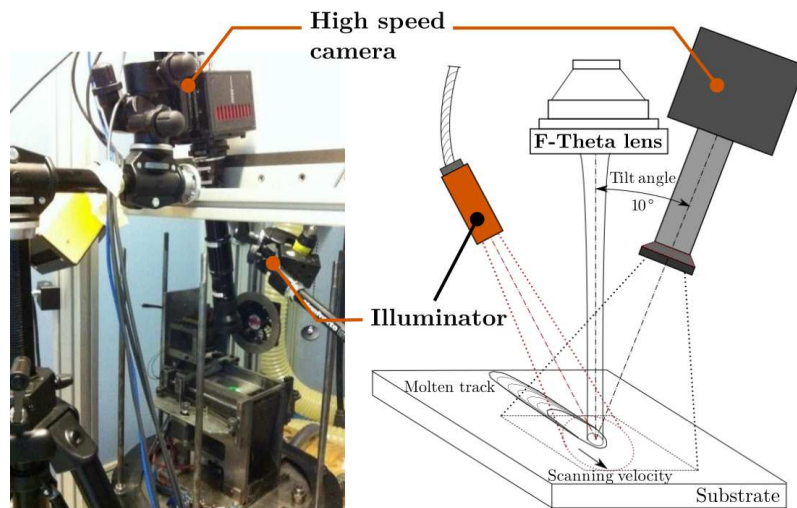 High speed
camera
F-Theta lens
Tilt angle
10°
Illuminator
Molten track
Scanning velocity
Substrate